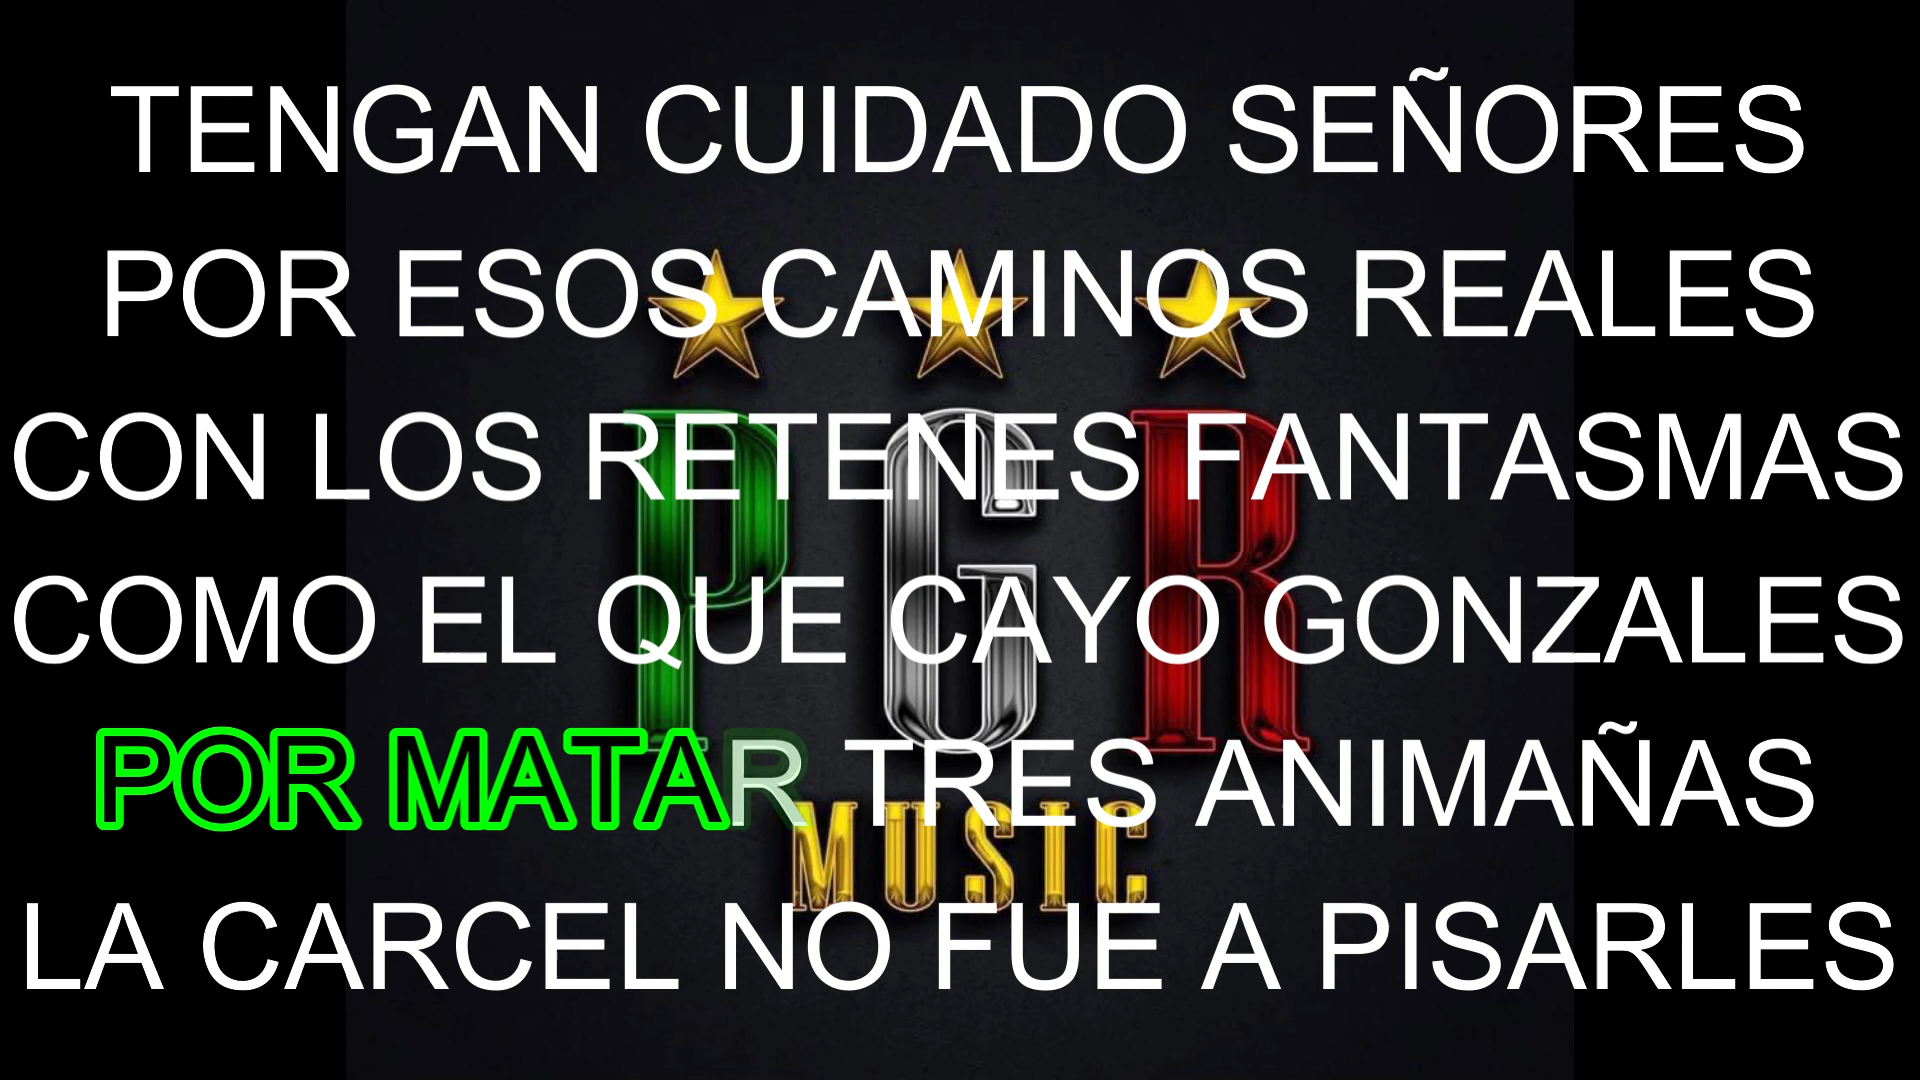 TENGAN CUIDADO SEÑORES
POR ESOS CAMINOS REALES
CON LOS RETENES FANTASMAS
COMO EL QUE CAYO GONZALES
POR MATAR TRES ANIMAÑAS
LA CARCEL NO FUE A PISARLES
PGR
MUSIC